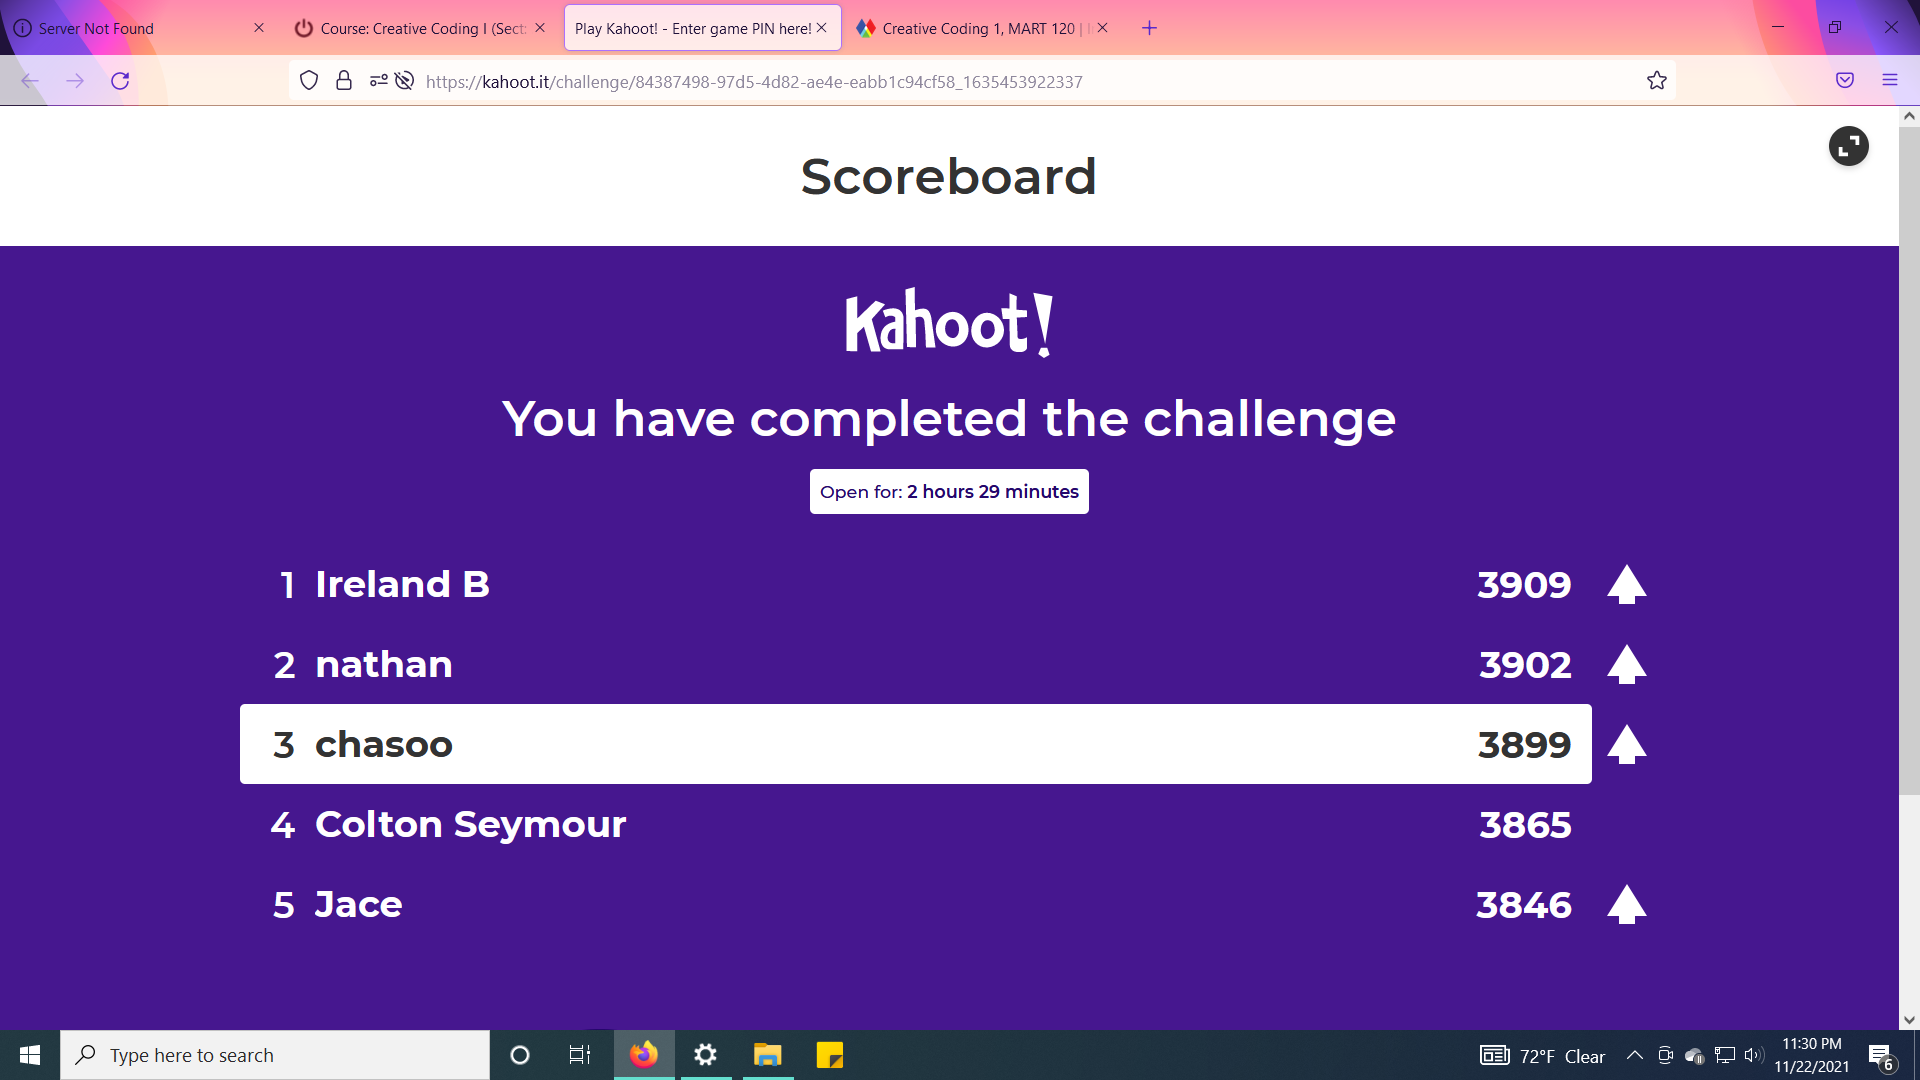 Server Not Found
Course: Creative Coding I (Sect:
Play Kahoot! - Enter game PIN here!
Creative Coding 1, MART 120 |
https://kahoot.it/challenge/84387498-97d5-4d82-ae4e-eabb1c94cf58_1635453922337
Scoreboard
Kahoot!
You have completed the challenge
Open for: 2 hours 29 minutes
1 Ireland B 3909
2 nathan 3902
3 chasoo 3899
4 Colton Seymour 3865
5 Jace 3846
Type here to search
72°F Clear
11:30 PM
11/22/2021
6